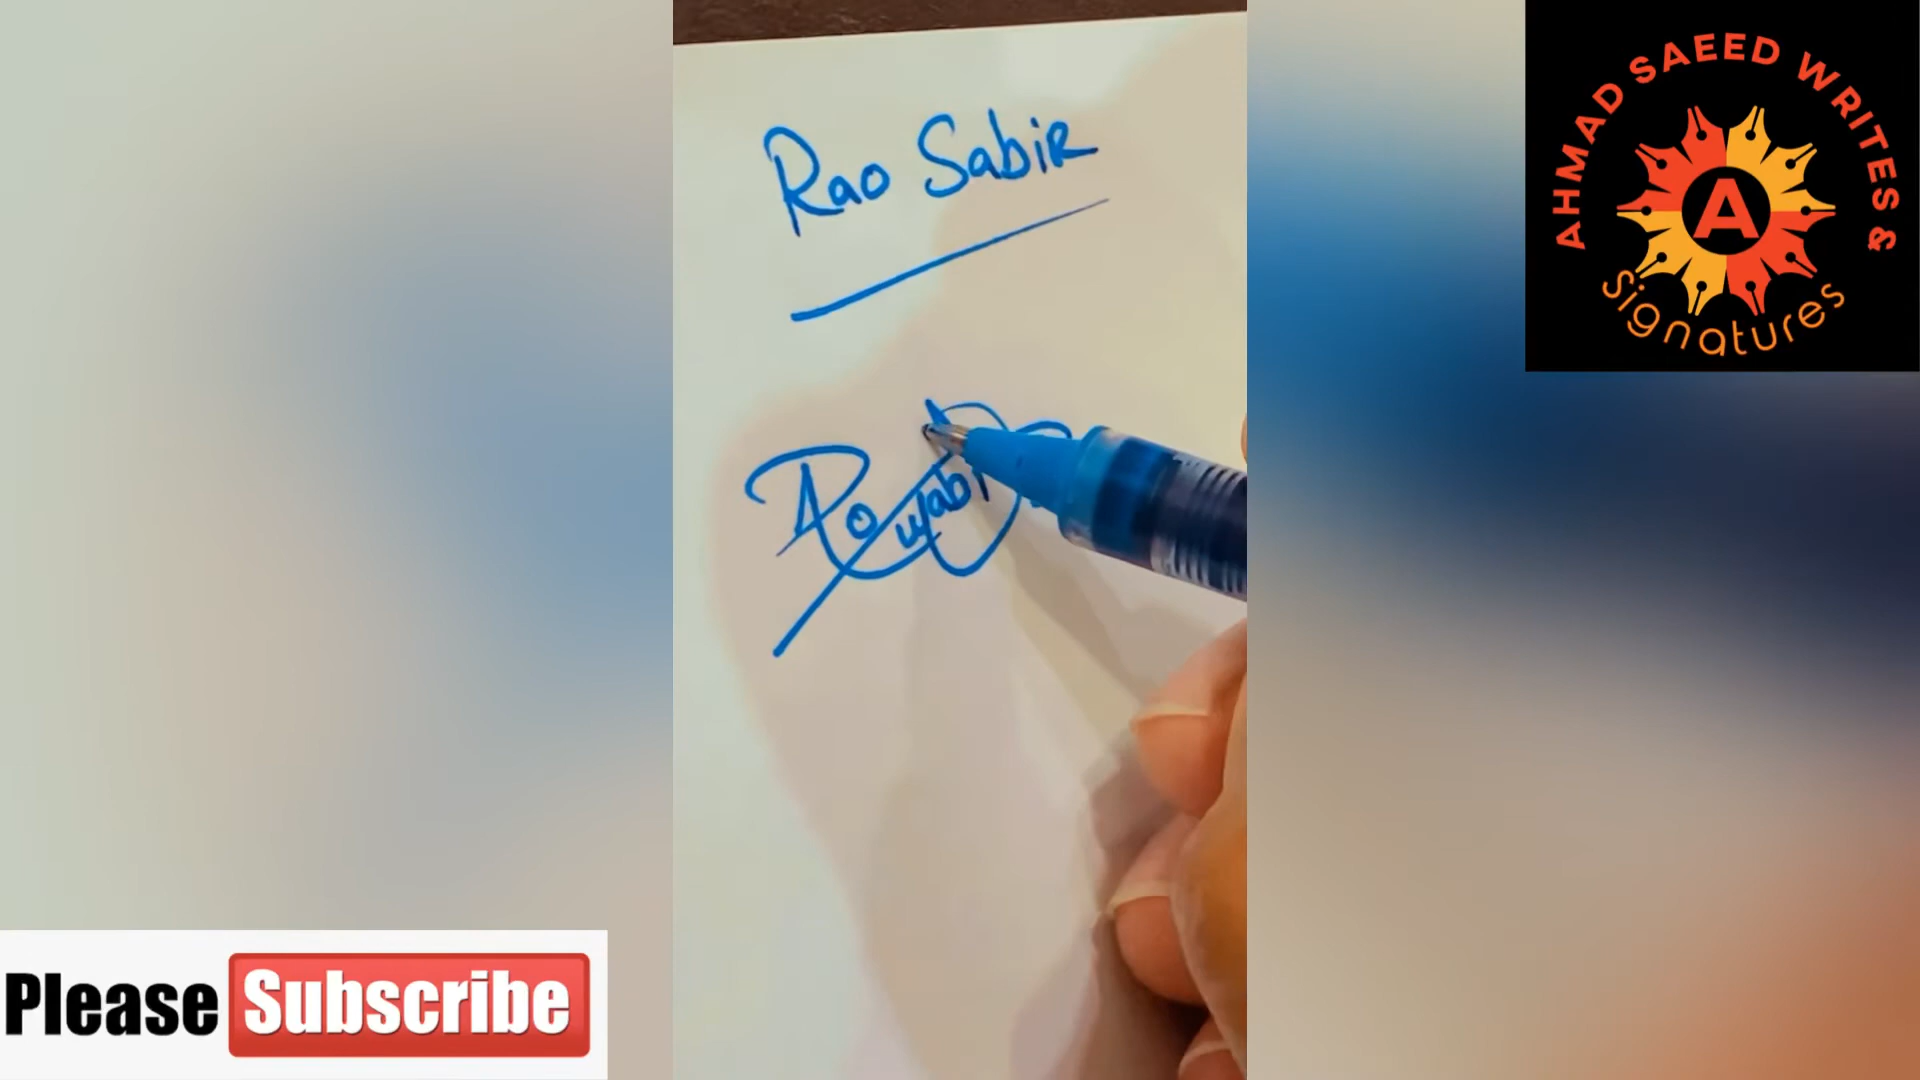 Rao Sabir
AHMAD SAEED WRITES &
Signatures
A
Please Subscribe